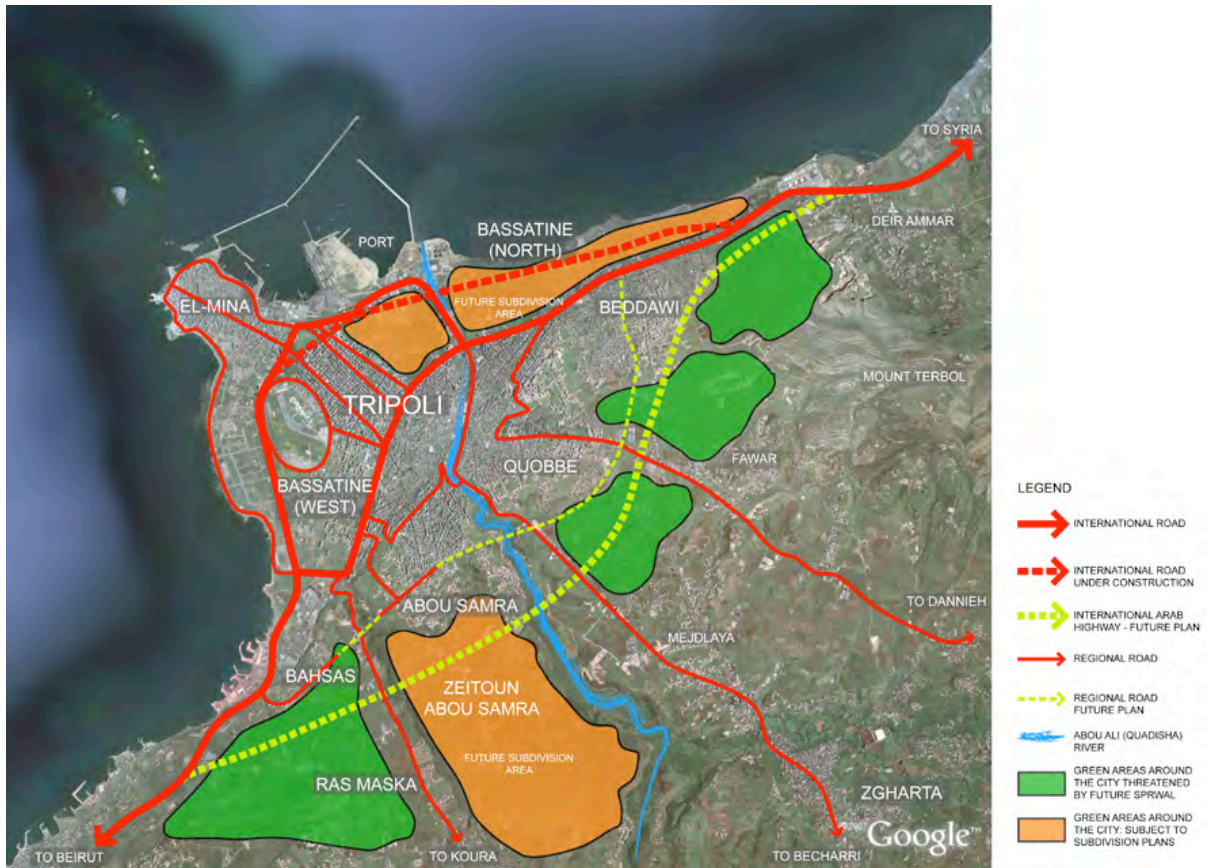 TO SYRIA
DEIR AMMAR
BASSATINE
(NORTH)
PORT
EL-MINA
FUTURE SUBDIVISION
AREA
BEDDAWI
MOUNT TERBOL
TRIPOLI
FAWAR
QUOBBE
BASSATINE
(WEST)
ABOU SAMRA
TO DANNIEH
MEJDLAYA
BAHSAS
ZEITOUN
ABOU SAMRA
FUTURE SUBDIVISION
AREA
RAS MASKA
ZGHARTA
Google™
TO BEIRUT
TO KOURA
TO BECHARRI
LEGEND
INTERNATIONAL ROAD
INTERNATIONAL ROAD
UNDER CONSTRUCTION
INTERNATIONAL ARAB
HIGHWAY - FUTURE PLAN
REGIONAL ROAD
REGIONAL ROAD
FUTURE PLAN
ABOU ALI (QUADISHA)
RIVER
GREEN AREAS AROUND
THE CITY THREATENED
BY FUTURE SPRWAL
GREEN AREAS AROUND
THE CITY: SUBJECT TO
SUBDIVISION PLANS